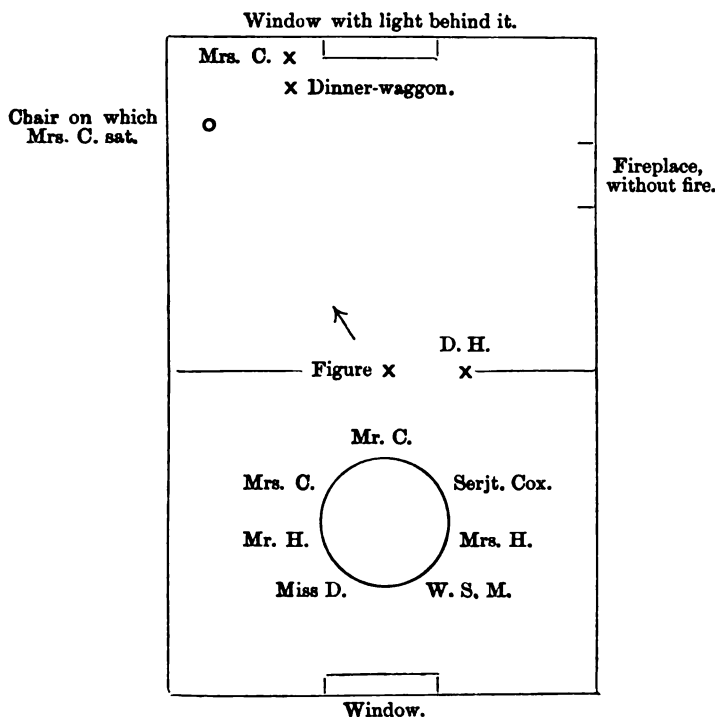 Window with light behind it.
Mrs. C. x
x Dinner-waggon.
Chair on which
Mrs. C. sat.
Fireplace,
without fire.
D. H.
Figure x x
Mr. C.
Mrs. C.
Serjt. Cox.
Mr. H.
Mrs. H.
Miss D.
W. S. M.
Window.